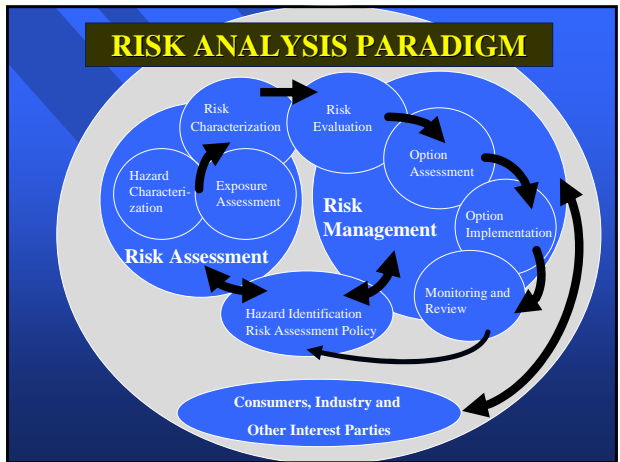 RISK ANALYSIS PARADIGM
Risk
Characterization
Risk
Evaluation
Hazard
Characteri-
zation
Exposure
Assessment
Option
Assessment
Risk
Management
Option
Implementation
Risk Assessment
Monitoring and
Review
Hazard Identification
Risk Assessment Policy
Consumers, Industry and
Other Interest Parties